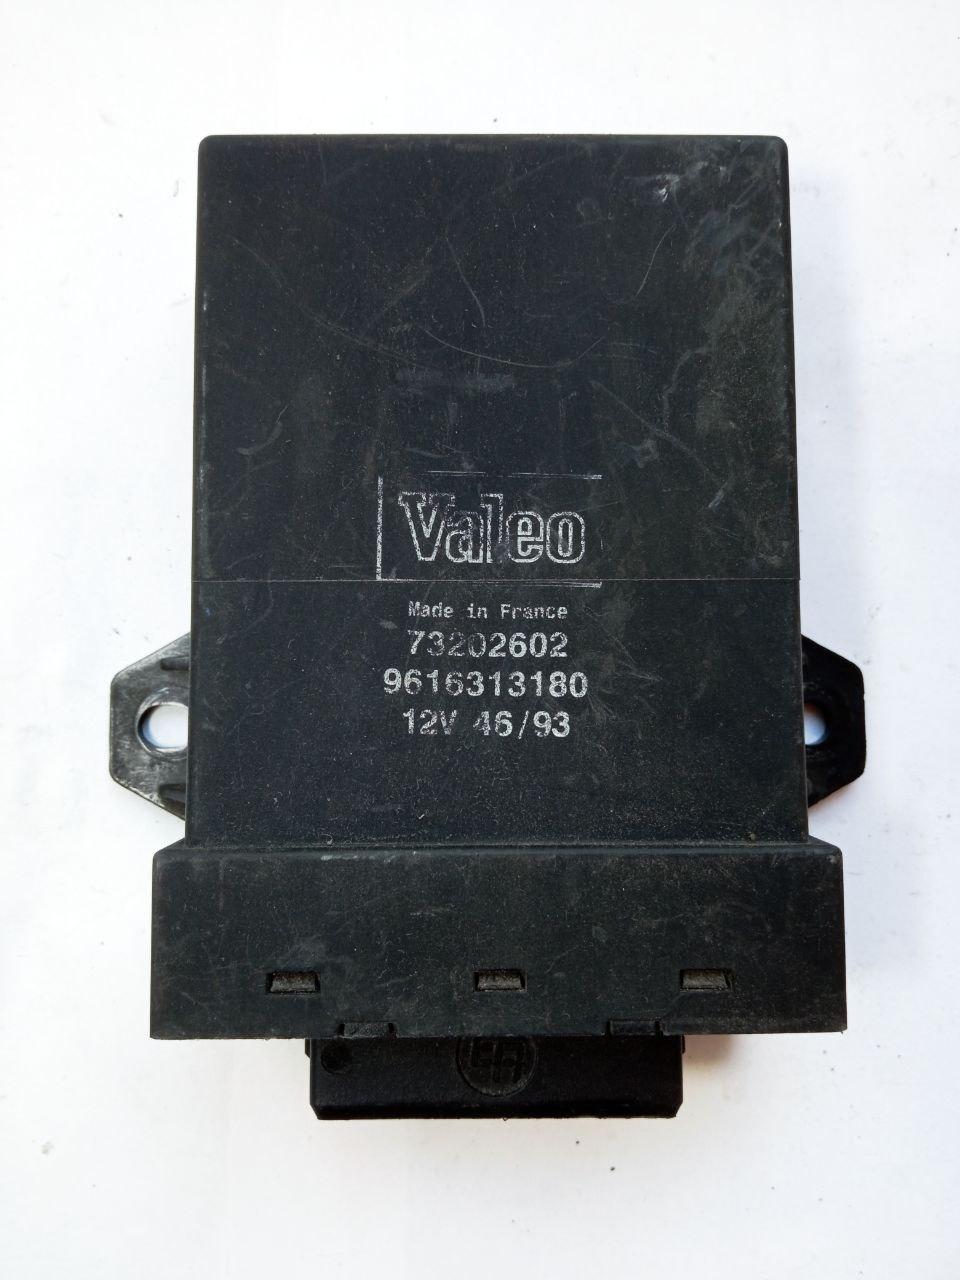 Valeo
Made in France
73202602
9616313180
12V 46/93